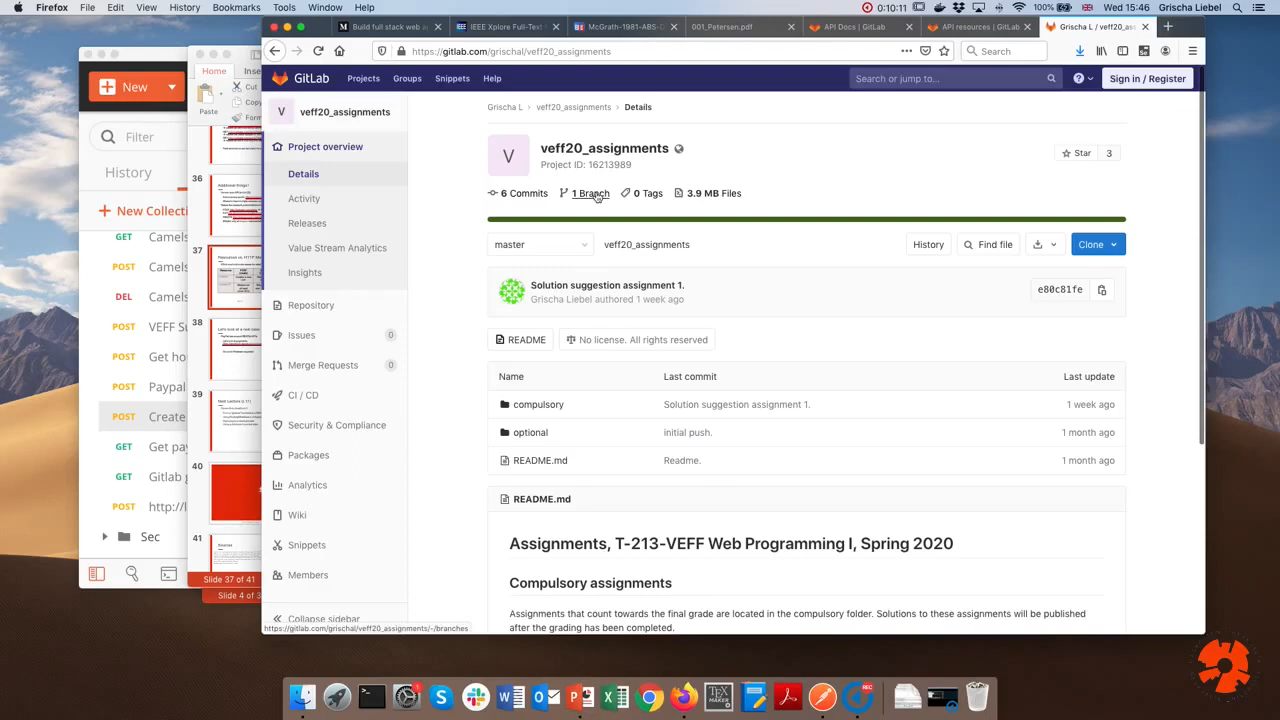 Firefox File Edit View History Bookmarks Tools Window Help
0:10:11
100%
Wed 19. Feb 15:46 Grischa Liebel
Build full stack web a
IEEE Xplore Full-Text
McGrath-1981-ABS-D
001_Petersen.pdf
API Docs | GitLab
API resources | GitLab
Grischa L / veff20_ass
https://gitlab.com/grischal/veff20_assignments
Search
GitLab Projects Groups Snippets Help
Search or jump to...
Sign in / Register
New
Filter
History
New Collecti
GET Camels
POST Camels
DEL Camels
POST VEFF Su
POST Get ho
POST Paypal
POST Create
GET Get pay
GET Gitlab g
POST http://l
Sec
Home Inse
Paste
Cut
Copy
Form
36
37
38
39
40
41
Slide 37 of 41
Slide 4 of 3
V veff20_assignments
Project overview
Details
Activity
Releases
Value Stream Analytics
Insights
Repository
Issues 0
Merge Requests 0
CI / CD
Security & Compliance
Packages
Analytics
Wiki
Snippets
Members
Collapse sidebar
Grischa L > veff20_assignments > Details
V
veff20_assignments
Project ID: 16213989
Star 3
6 Commits 1 Branch 0 Tags 3.9 MB Files
master
veff20_assignments
History Find file Clone
Solution suggestion assignment 1.
Grischa Liebel authored 1 week ago
e80c81fe
README No license. All rights reserved
Name Last commit Last update
compulsory Solution suggestion assignment 1. 1 week ago
optional initial push. 1 month ago
README.md Readme. 1 month ago
README.md
Assignments, T-213-VEFF Web Programming I, Spring 2020
Compulsory assignments
Assignments that count towards the final grade are located in the compulsory folder. Solutions to these assignments will be published
after the grading has been completed.
https://gitlab.com/grischal/veff20_assignments/-/branches